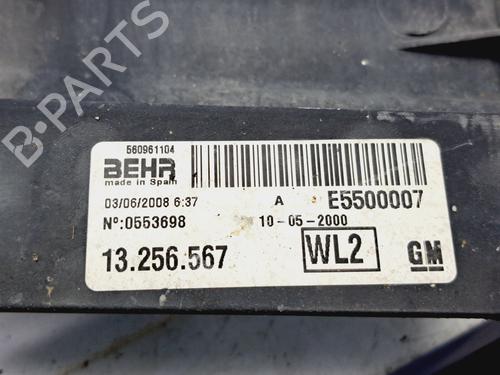 B-PARTS
560961104
BEHR
made in Spain
03/06/2008 6:37 A E5500007
Nº:0553698 10-05-2000
13.256.567 WL2 GM